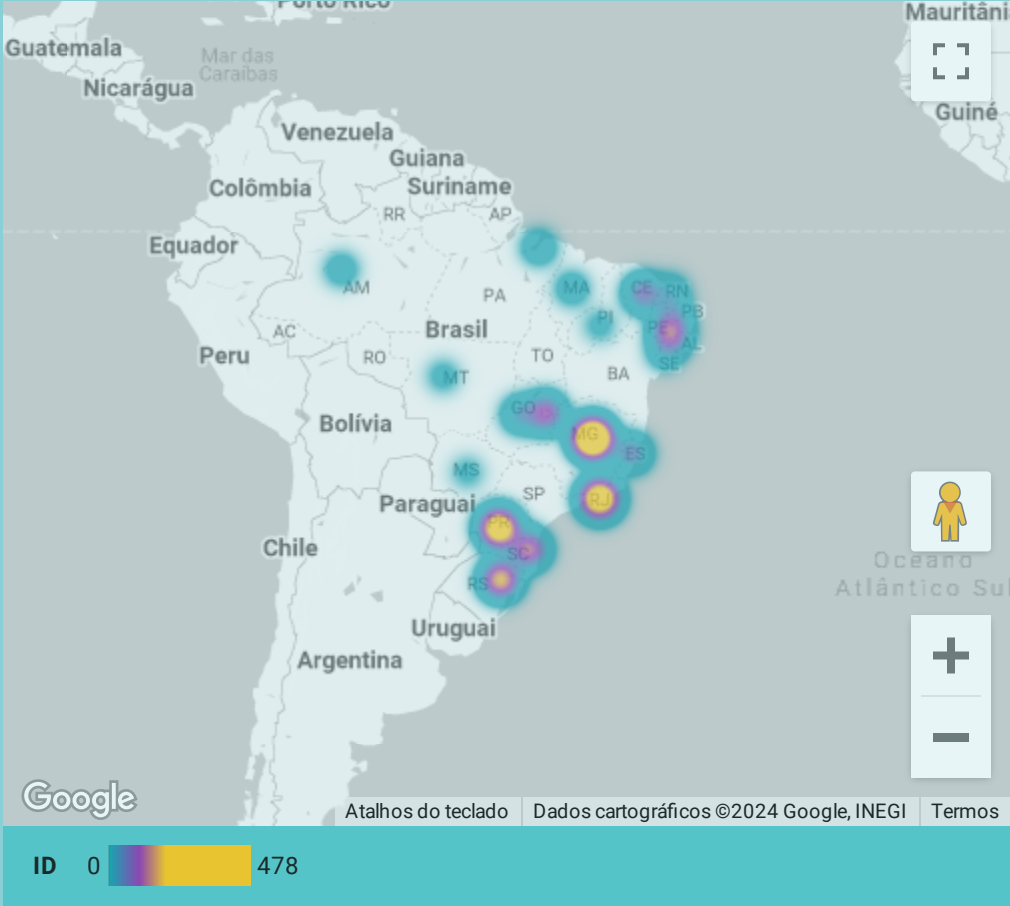 Porto Rico
Mauritâni
Guatemala
Mar das
Caraíbas
Nicarágua
Guiné
Venezuela
Guiana
Colômbia
Suriname
RR
AP
Equador
AM
PA
MA
CE
RN
PI
PB
AC
Brasil
PE
AL
Peru
RO
TO
SE
MT
BA
GO
Bolívia
MG
ES
MS
SP
RJ
Paraguai
PR
Chile
SC
Oceano
Atlântico Sul
RS
Uruguai
Argentina
Google
Atalhos do teclado
Dados cartográficos ©2024 Google, INEGI
Termos
ID 0 478